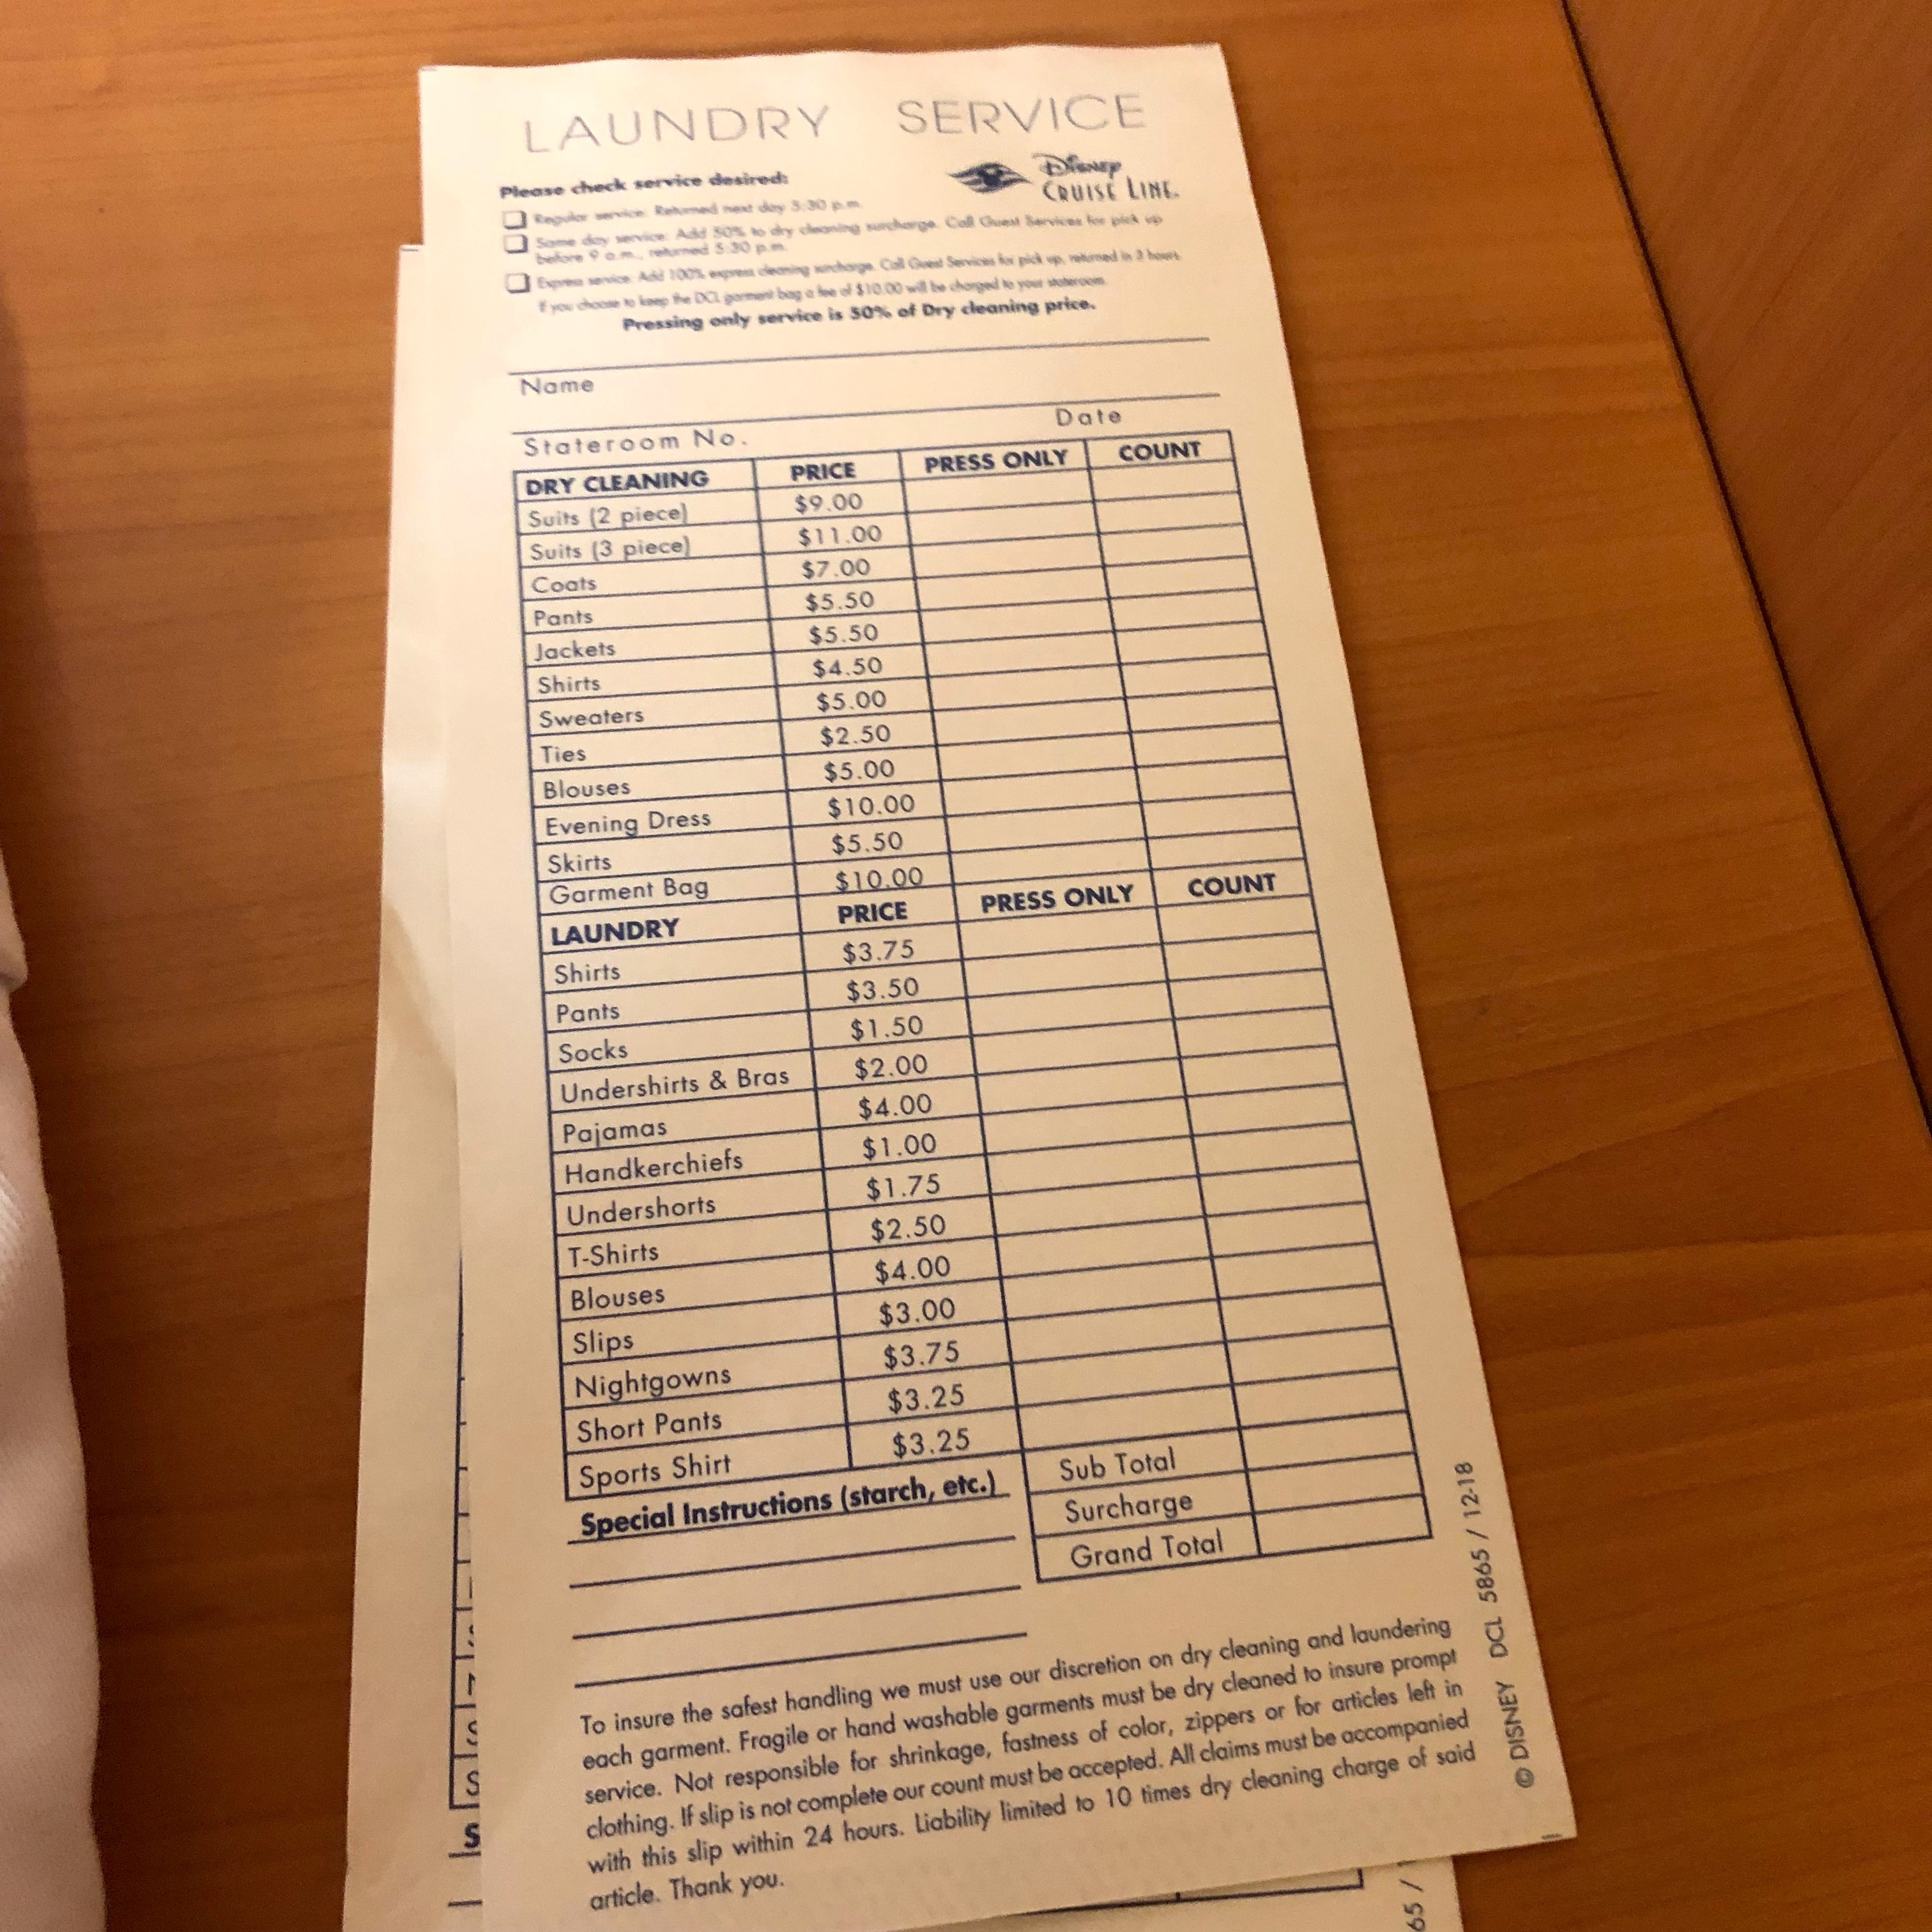 LAUNDRY SERVICE
Disney
Cruise Line.
Please check service desired:
Regular service: Returned next day 5:30 p.m.
Same day service: Add 50% to dry cleaning surcharge. Call Guest Services for pick up
before 9 a.m., returned 5:30 p.m.
Express service: Add 100% express cleaning surcharge. Call Guest Services for pick up, returned in 3 hours
If you choose to keep the DCL garment bag a fee of $10.00 will be charged to your stateroom.
Pressing only service is 50% of Dry cleaning price.
Name
Stateroom No. Date
DRY CLEANING PRICE PRESS ONLY COUNT
Suits (2 piece) $9.00
Suits (3 piece) $11.00
Coats $7.00
Pants $5.50
Jackets $5.50
Shirts $4.50
Sweaters $5.00
Ties $2.50
Blouses $5.00
Evening Dress $10.00
Skirts $5.50
Garment Bag $10.00
LAUNDRY PRICE PRESS ONLY COUNT
Shirts $3.75
Pants $3.50
Socks $1.50
Undershirts & Bras $2.00
Pajamas $4.00
Handkerchiefs $1.00
Undershorts $1.75
T-Shirts $2.50
Blouses $4.00
Slips $3.00
Nightgowns $3.75
Short Pants $3.25
Sports Shirt $3.25
Special Instructions (starch, etc.)
Sub Total
Surcharge
Grand Total
To insure the safest handling we must use our discretion on dry cleaning and laundering
each garment. Fragile or hand washable garments must be dry cleaned to insure prompt
service. Not responsible for shrinkage, fastness of color, zippers or for articles left in
clothing. If slip is not complete our count must be accepted. All claims must be accompanied
with this slip within 24 hours. Liability limited to 10 times dry cleaning charge of said
article. Thank you.
© DISNEY DCL 5865 / 12-18
S
S
65 /